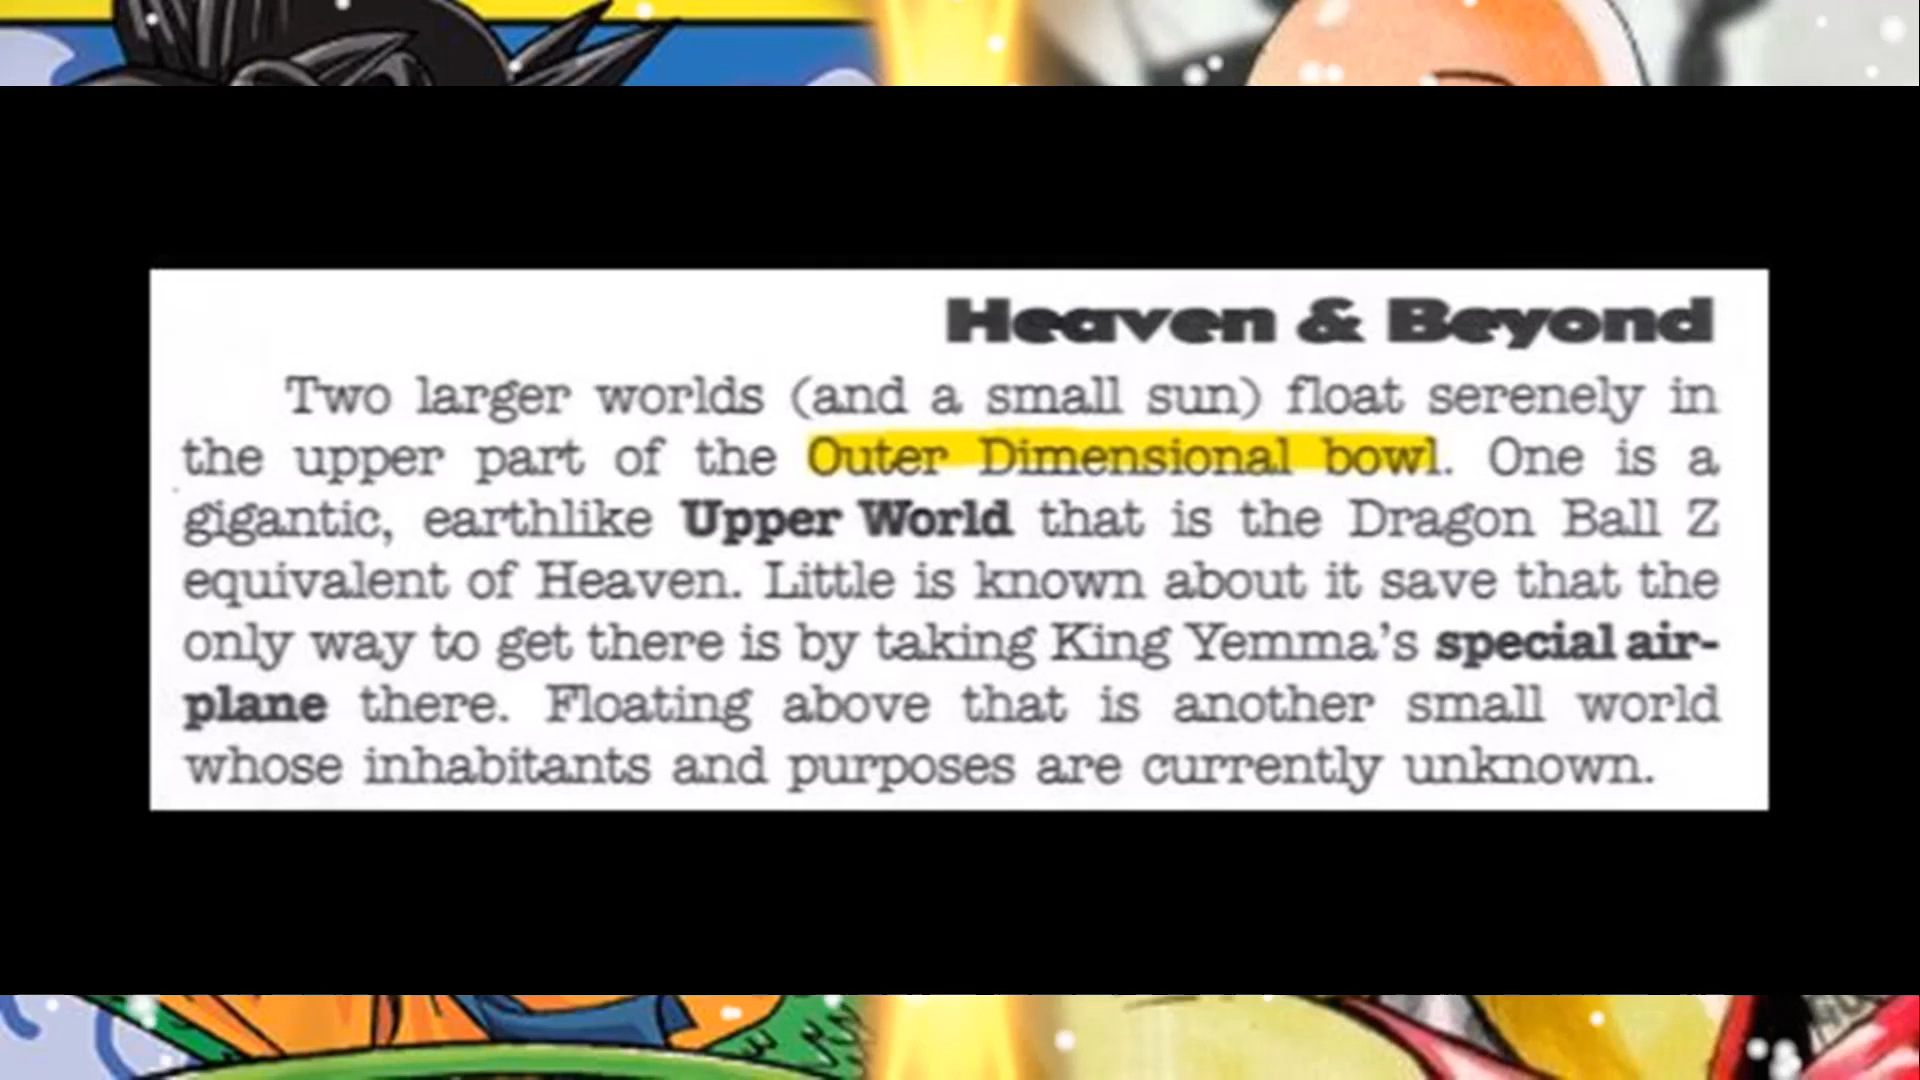 Heaven & Beyond
Two larger worlds (and a small sun) float serenely in
the upper part of the Outer Dimensional bowl. One is a
gigantic, earthlike Upper World that is the Dragon Ball Z
equivalent of Heaven. Little is known about it save that the
only way to get there is by taking King Yemma's special air-
plane there. Floating above that is another small world
whose inhabitants and purposes are currently unknown.